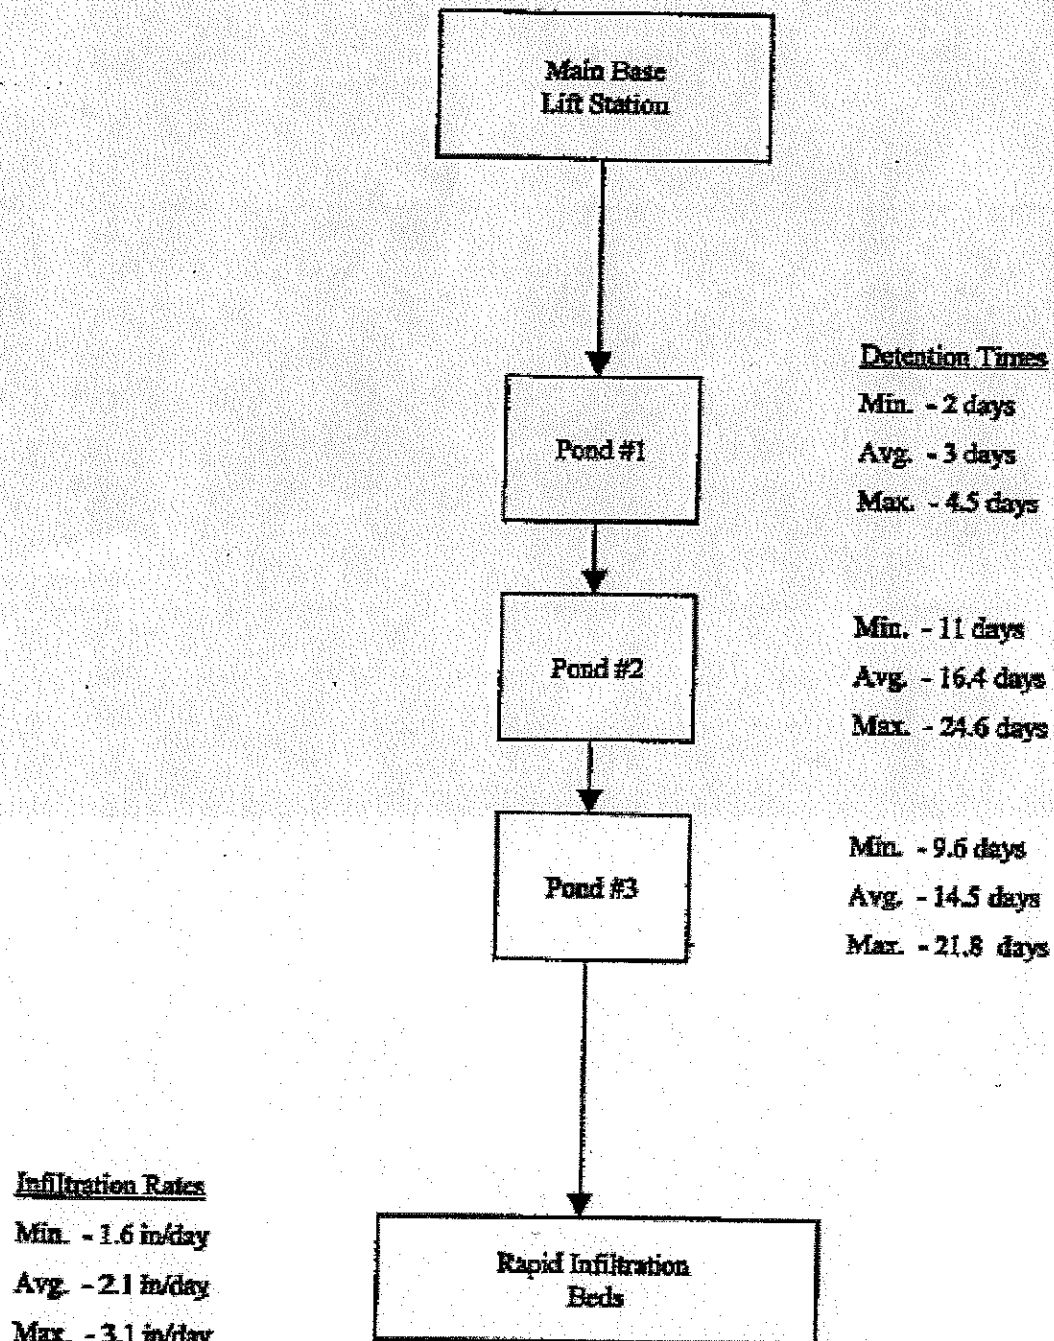 Main Base
Lift Station
Detention Times
Min. - 2 days
Pond #1
Avg. - 3 days
Max. - 4.5 days
Min. - 11 days
Pond #2
Avg. - 16.4 days
Max. - 24.6 days
Min. - 9.6 days
Pond #3
Avg. - 14.5 days
Max. - 21.8 days
Infiltration Rates
Min. - 1.6 in/day
Avg. - 2.1 in/day
Max. - 3.1 in/day
Rapid Infiltration
Beds